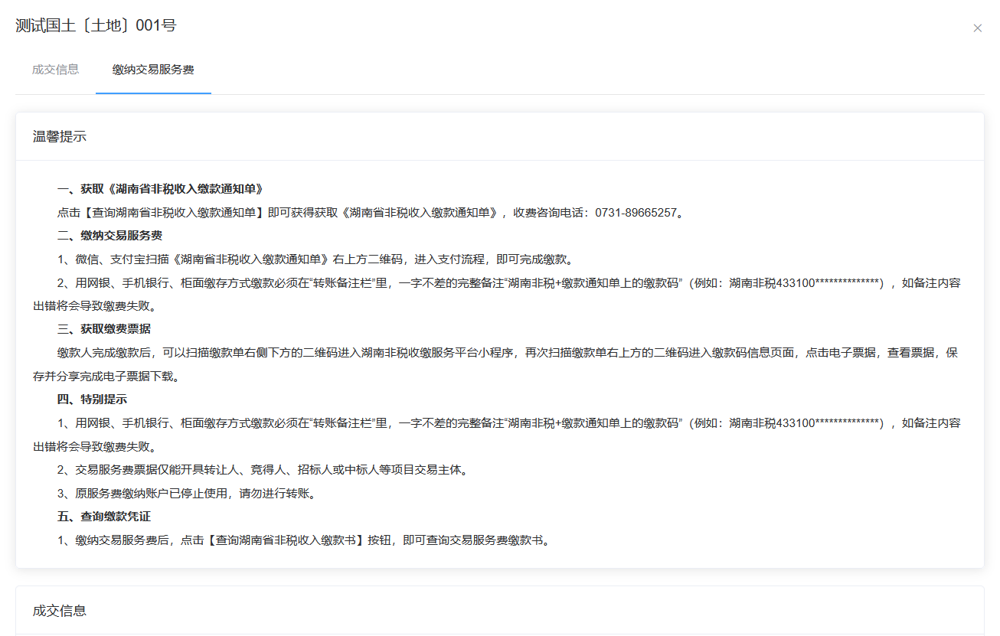 测试国土〔土地〕001号
成交信息
缴纳交易服务费
温馨提示
一、获取《湖南省非税收入缴款通知单》
点击【查询湖南省非税收入缴款通知单】即可获得获取《湖南省非税收入缴款通知单》，收费咨询电话：0731-89665257。
二、缴纳交易服务费
1、微信、支付宝扫描《湖南省非税收入缴款通知单》右上方二维码，进入支付流程，即可完成缴款。
2、用网银、手机银行、柜面缴存方式缴款必须在“转账备注栏”里，一字不差的完整备注“湖南非税+缴款通知单上的缴款码”（例如：湖南非税433100**************），如备注内容
出错将会导致缴费失败。
三、获取缴费票据
缴款人完成缴款后，可以扫描缴款单右侧下方的二维码进入湖南非税收缴服务平台小程序，再次扫描缴款单右上方的二维码进入缴款码信息页面，点击电子票据，查看票据，保
存并分享完成电子票据下载。
四、特别提示
1、用网银、手机银行、柜面缴存方式缴款必须在“转账备注栏”里，一字不差的完整备注“湖南非税+缴款通知单上的缴款码”（例如：湖南非税433100**************），如备注内容
出错将会导致缴费失败。
2、交易服务费票据仅能开具转让人、竞得人、招标人或中标人等项目交易主体。
3、原服务费缴纳账户已停止使用，请勿进行转账。
五、查询缴款凭证
1、缴纳交易服务费后，点击【查询湖南省非税收入缴款书】按钮，即可查询交易服务费缴款书。
成交信息